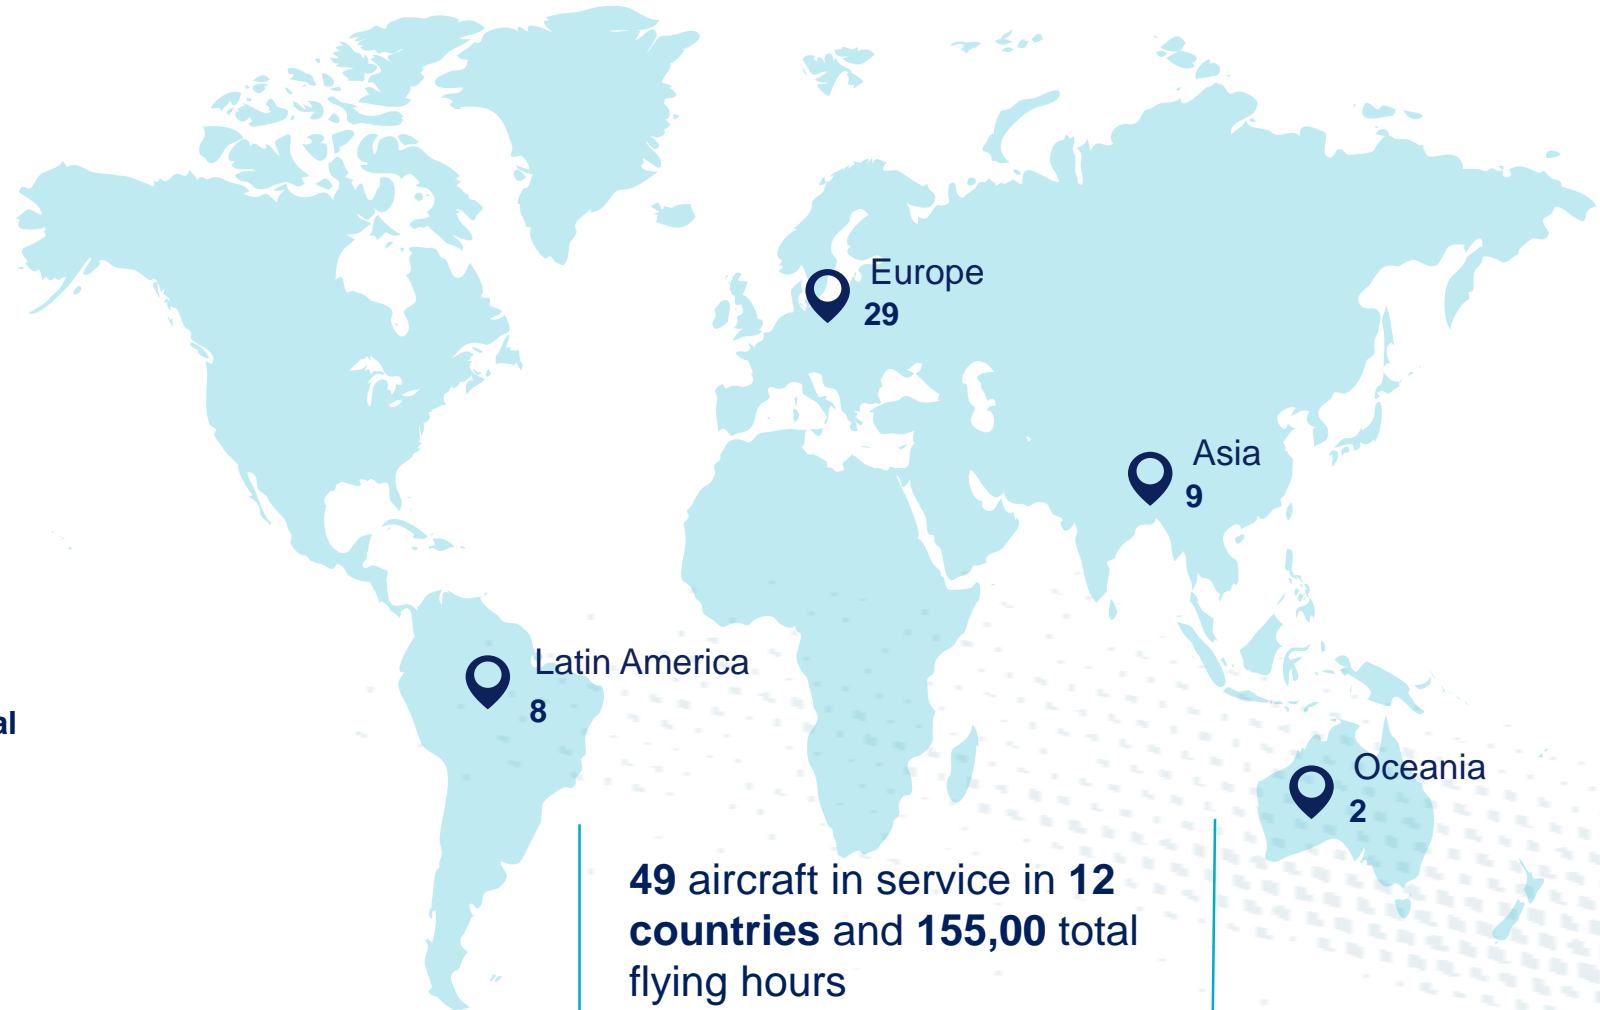 Europe
29
Asia
9
Latin America
8
al
Oceania
2
49 aircraft in service in 12
countries and 155,00 total
flying hours